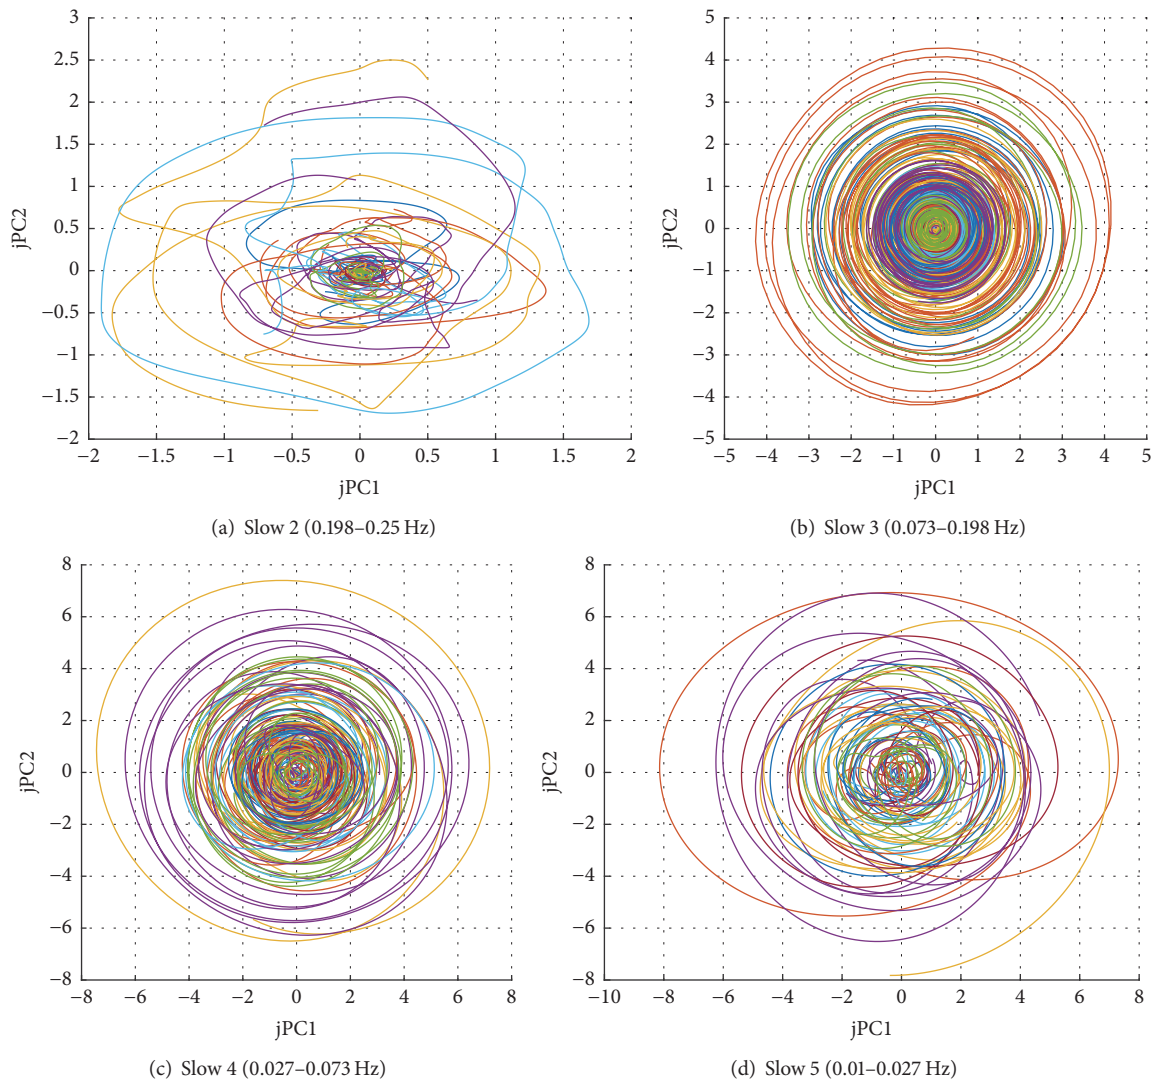 3
2.5
2
1.5
1
0.5
0
−0.5
−1
−1.5
−2
jPC2
−2 −1.5 −1 −0.5 0 0.5 1 1.5 2
jPC1
(a) Slow 2 (0.198–0.25 Hz)
5
4
3
2
1
0
−1
−2
−3
−4
−5
jPC2
−5 −4 −3 −2 −1 0 1 2 3 4 5
jPC1
(b) Slow 3 (0.073–0.198 Hz)
8
6
4
2
0
−2
−4
−6
−8
jPC2
−8 −6 −4 −2 0 2 4 6 8
jPC1
(c) Slow 4 (0.027–0.073 Hz)
8
6
4
2
0
−2
−4
−6
−8
jPC2
−10 −8 −6 −4 −2 0 2 4 6 8
jPC1
(d) Slow 5 (0.01–0.027 Hz)